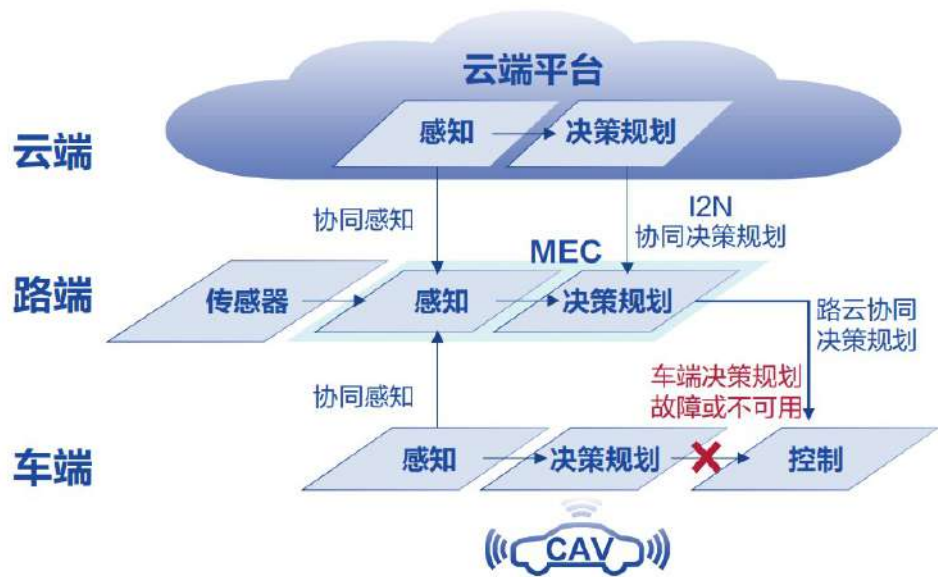 云端平台
云端
感知
决策规划
协同感知
I2N
协同决策规划
MEC
路端
传感器
感知
决策规划
路云协同
决策规划
协同感知
车端决策规划
故障或不可用
车端
感知
决策规划
控制
CAV